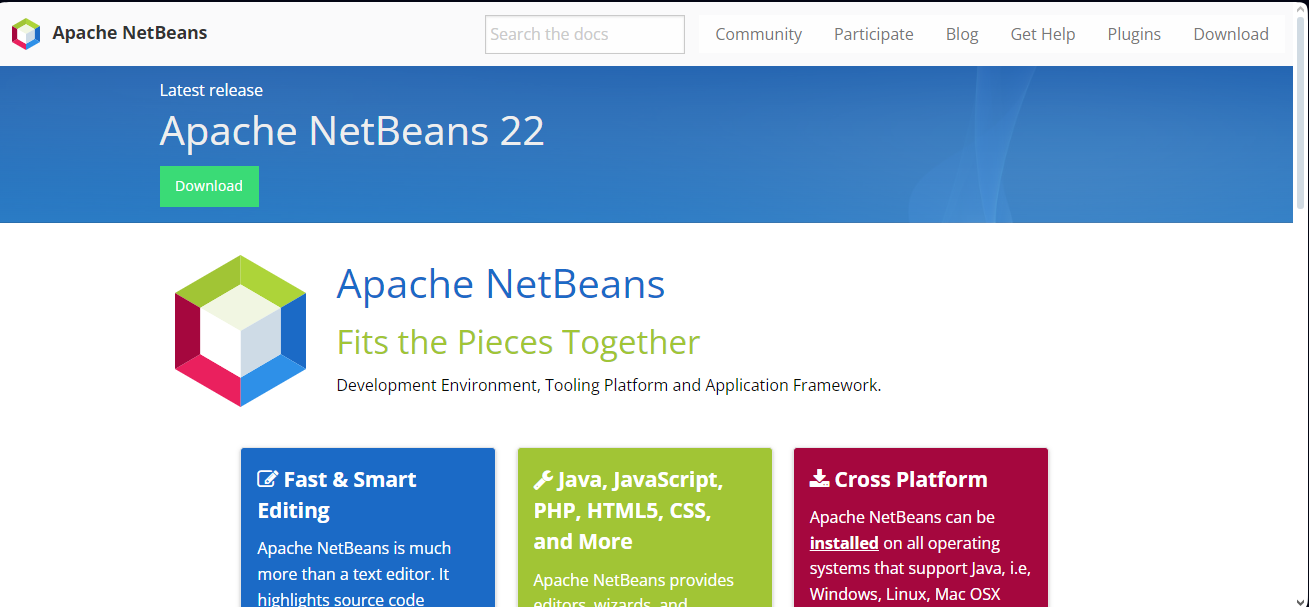 Apache NetBeans
Search the docs
Community
Participate
Blog
Get Help
Plugins
Download
Latest release
Apache NetBeans 22
Download
Apache NetBeans
Fits the Pieces Together
Development Environment, Tooling Platform and Application Framework.
Fast & Smart
Editing
Apache NetBeans is much
more than a text editor. It
highlights source code
Java, JavaScript,
PHP, HTML5, CSS,
and More
Apache NetBeans provides
editors, wizards, and
Cross Platform
Apache NetBeans can be
installed on all operating
systems that support Java, i.e,
Windows, Linux, Mac OSX